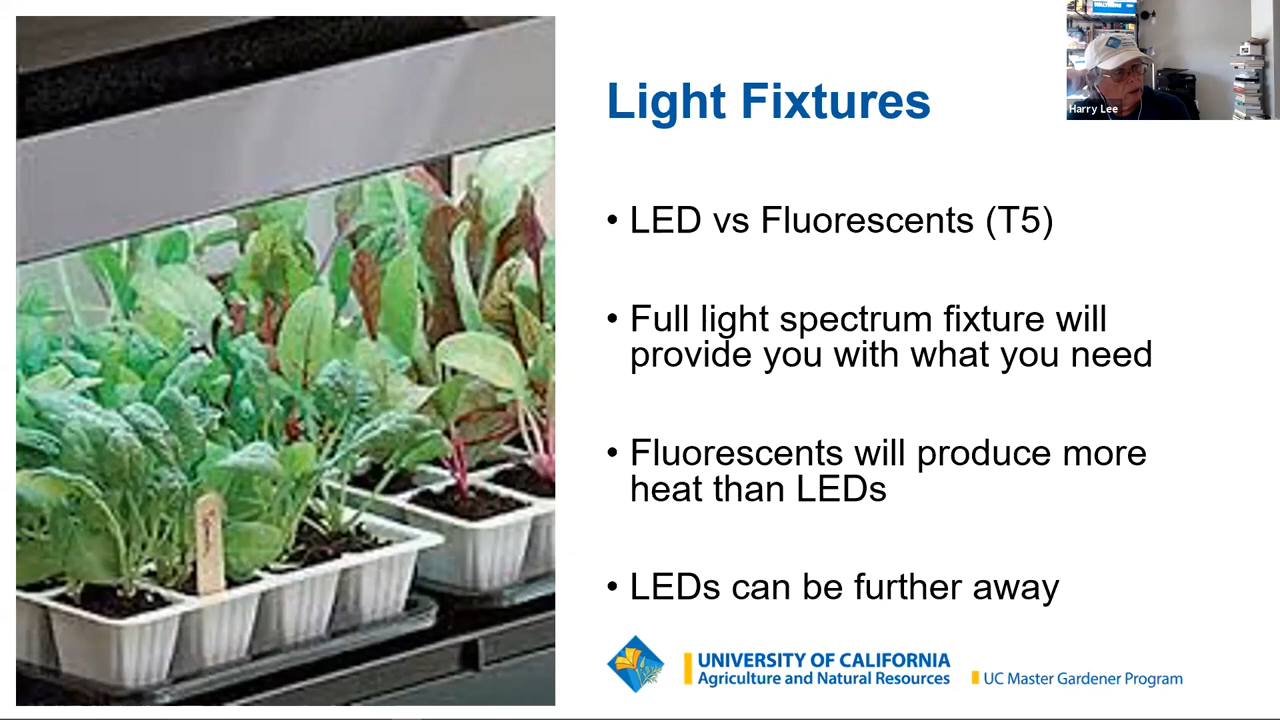 Light Fixtures
Harry Lee
• LED vs Fluorescents (T5)
• Full light spectrum fixture will
provide you with what you need
• Fluorescents will produce more
heat than LEDs
• LEDs can be further away
UNIVERSITY OF CALIFORNIA
Agriculture and Natural Resources
UC Master Gardener Program